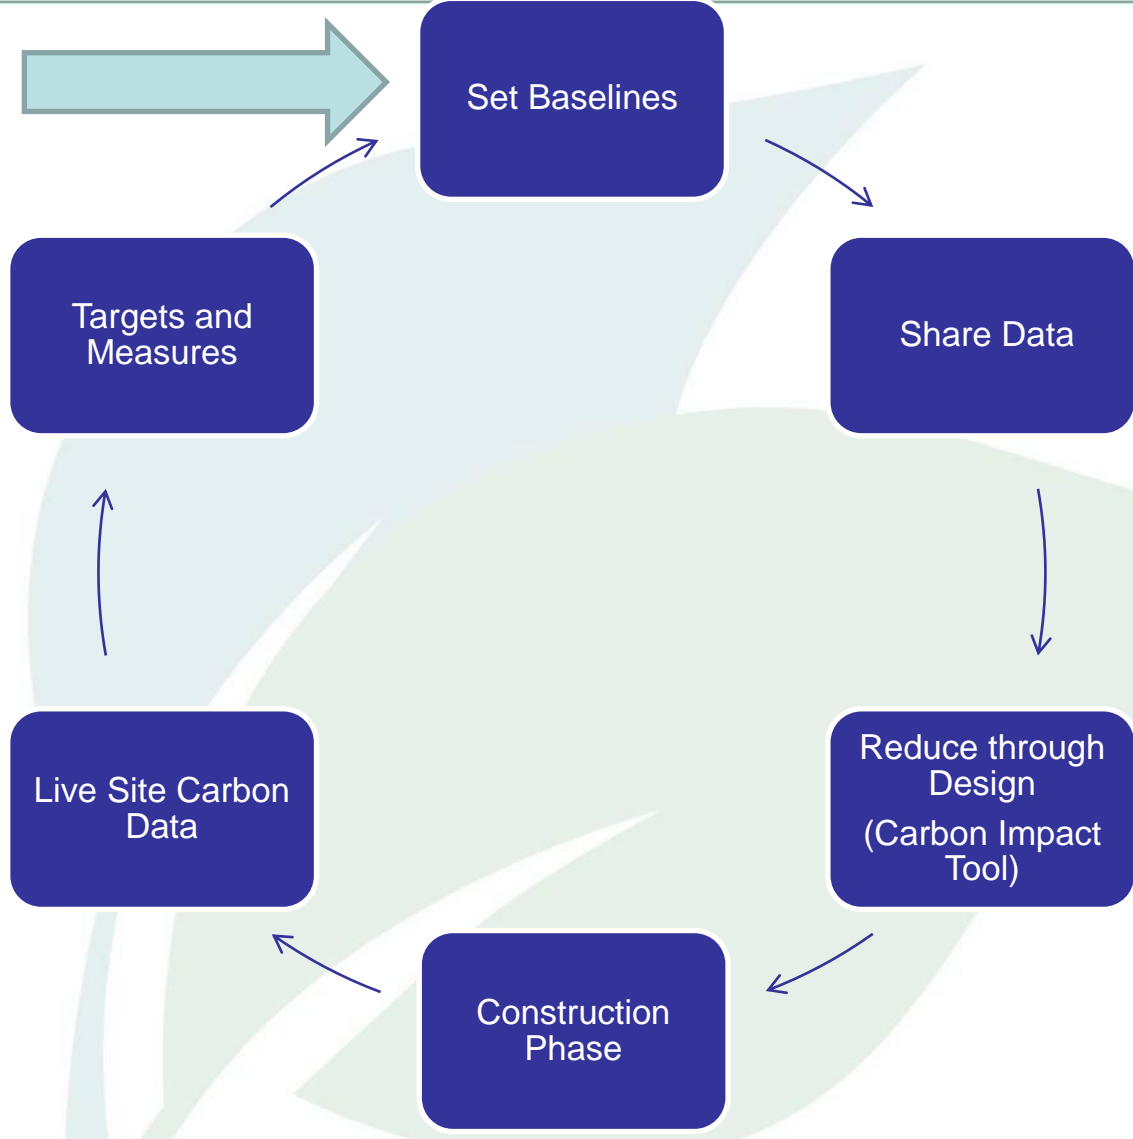 Set Baselines
Share Data
Reduce through
Design
(Carbon Impact
Tool)
Construction
Phase
Live Site Carbon
Data
Targets and
Measures